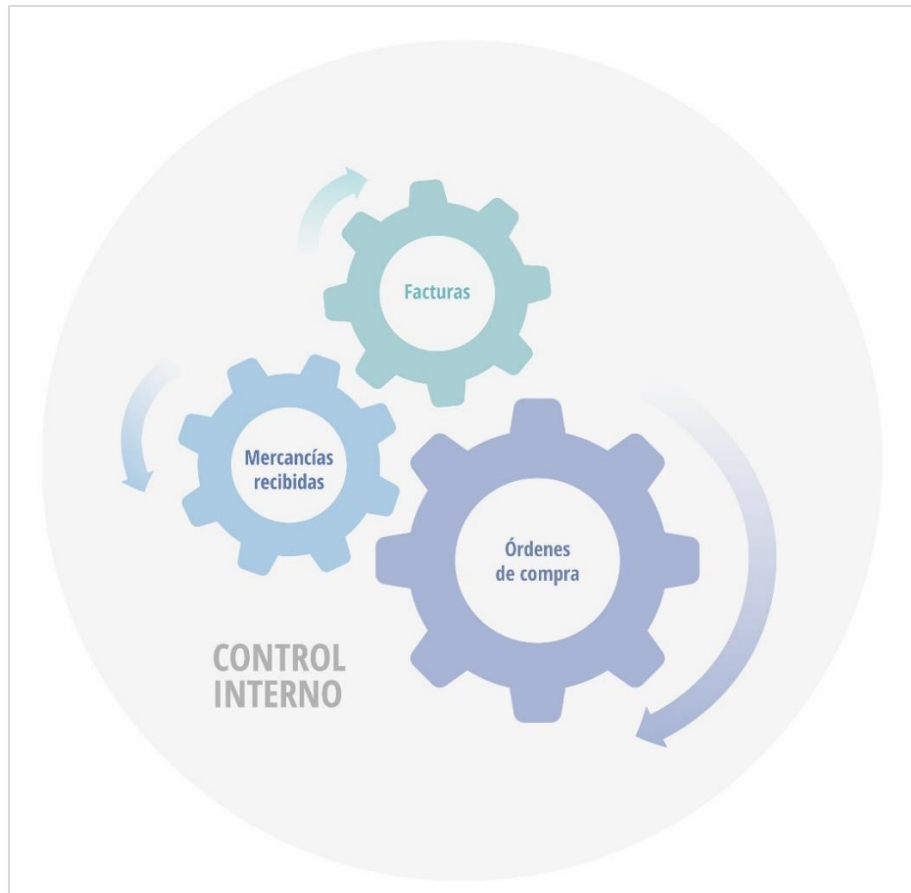 Facturas
Mercancías
recibidas
Órdenes
de compra
CONTROL
INTERNO